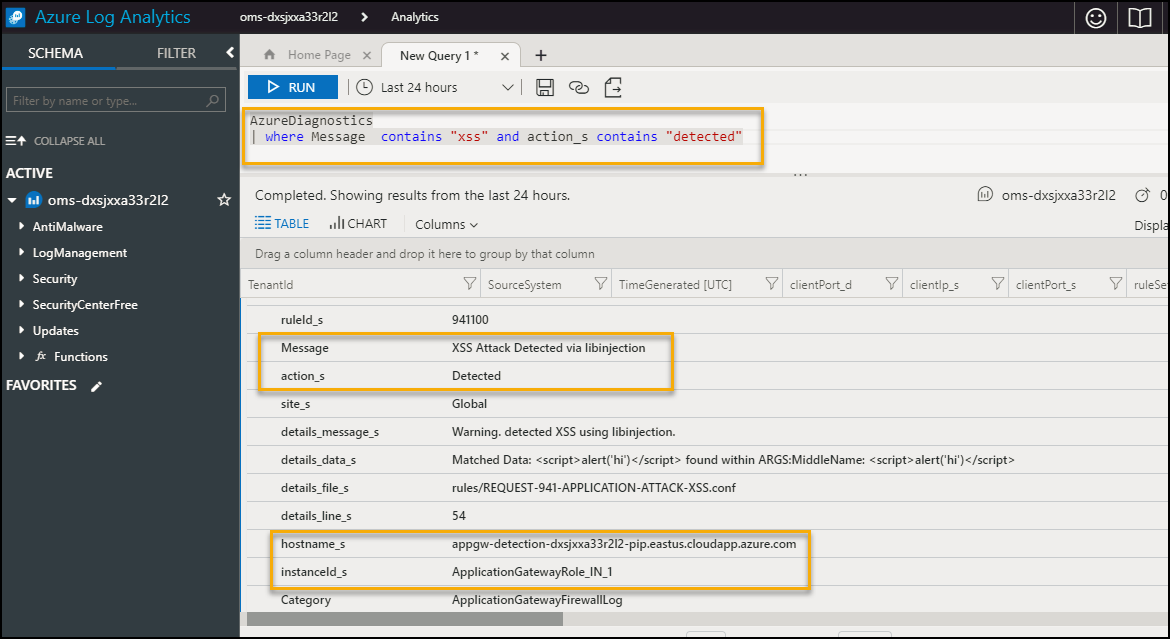 Azure Log Analytics oms-dxsjxxa33r2l2 > Analytics
SCHEMA FILTER
Home Page New Query 1 *
RUN Last 24 hours
Filter by name or type...
AzureDiagnostics
| where Message contains "xss" and action_s contains "detected"
COLLAPSE ALL
ACTIVE
oms-dxsjxxa33r2l2
AntiMalware
LogManagement
Security
SecurityCenterFree
Updates
fx Functions
FAVORITES
Completed. Showing results from the last 24 hours. oms-dxsjxxa33r2l2 0
TABLE CHART Columns Displa
Drag a column header and drop it here to group by that column
TenantId SourceSystem TimeGenerated [UTC] clientPort_d clientIp_s clientPort_s ruleSe
ruleId_s 941100
Message XSS Attack Detected via libinjection
action_s Detected
site_s Global
details_message_s Warning. detected XSS using libinjection.
details_data_s Matched Data: <script>alert('hi')</script> found within ARGS:MiddleName: <script>alert('hi')</script>
details_file_s rules/REQUEST-941-APPLICATION-ATTACK-XSS.conf
details_line_s 54
hostname_s appgw-detection-dxsjxxa33r2l2-pip.eastus.cloudapp.azure.com
instanceId_s ApplicationGatewayRole_IN_1
Category ApplicationGatewayFirewallLog